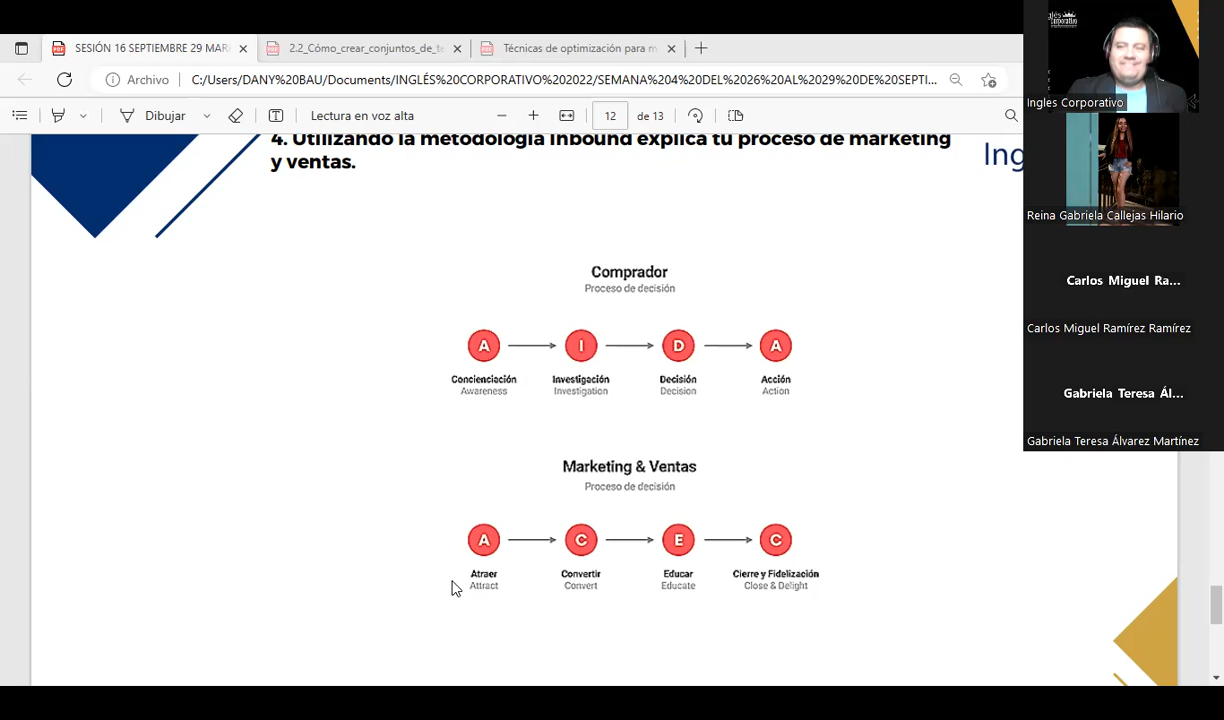 SESIÓN 16 SEPTIEMBRE 29 MAR
2.2_Cómo_crear_conjuntos_de_te
Técnicas de optimización para m
Archivo
C:/Users/DANY%20BAU/Documents/INGLÉS%20CORPORATIVO%202022/SEMANA%204%20DEL%2026%20AL%2029%20DE%20SEPTI...
Dibujar
Lectura en voz alta
12
de 13
4. Utilizando la metodología Inbound explica tu proceso de marketing
y ventas.
Ing
Comprador
Proceso de decisión
A
I
D
A
Concienciación
Investigación
Decisión
Acción
Awareness
Investigation
Decision
Action
Marketing & Ventas
Proceso de decisión
A
C
E
C
Atraer
Convertir
Educar
Cierre y Fidelización
Attract
Convert
Educate
Close & Delight
Corporativo
Ingles Corporativo
Reina Gabriela Callejas Hilario
Carlos Miguel Ra...
Carlos Miguel Ramírez Ramírez
Gabriela Teresa Ál...
Gabriela Teresa Álvarez Martínez